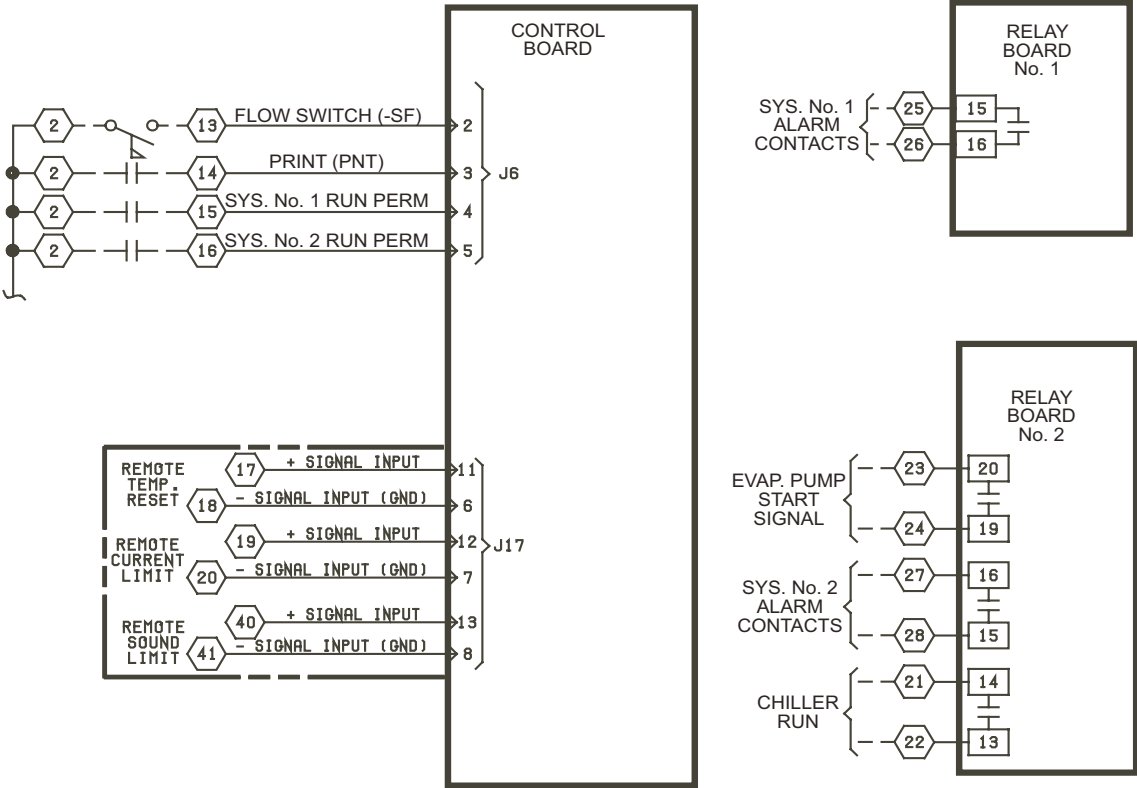 CONTROL
BOARD
2 13 FLOW SWITCH (-SF) 2
2 14 PRINT (PNT) 3
J6
2 15 SYS. No. 1 RUN PERM 4
2 16 SYS. No. 2 RUN PERM 5
REMOTE
TEMP.
RESET
17 + SIGNAL INPUT 11
18 - SIGNAL INPUT (GND) 6
REMOTE
CURRENT
LIMIT
19 + SIGNAL INPUT 12
J17
20 - SIGNAL INPUT (GND) 7
REMOTE
SOUND
LIMIT
40 + SIGNAL INPUT 13
41 - SIGNAL INPUT (GND) 8
RELAY
BOARD
No. 1
SYS. No. 1
ALARM
CONTACTS
25 15
26 16
RELAY
BOARD
No. 2
EVAP. PUMP
START
SIGNAL
23 20
24 19
SYS. No. 2
ALARM
CONTACTS
27 16
28 15
CHILLER
RUN
21 14
22 13